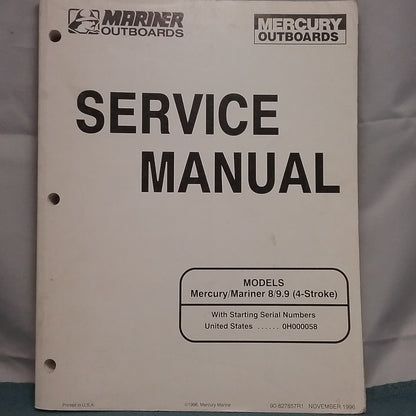 MARINER
OUTBOARDS
MERCURY
OUTBOARDS
SERVICE
MANUAL
MODELS
Mercury/Mariner 8/9.9 (4-Stroke)
With Starting Serial Numbers
United States ...... 0H000058
Printed in U.S.A.
©1996, Mercury Marine
90-827857R1 NOVEMBER 1996